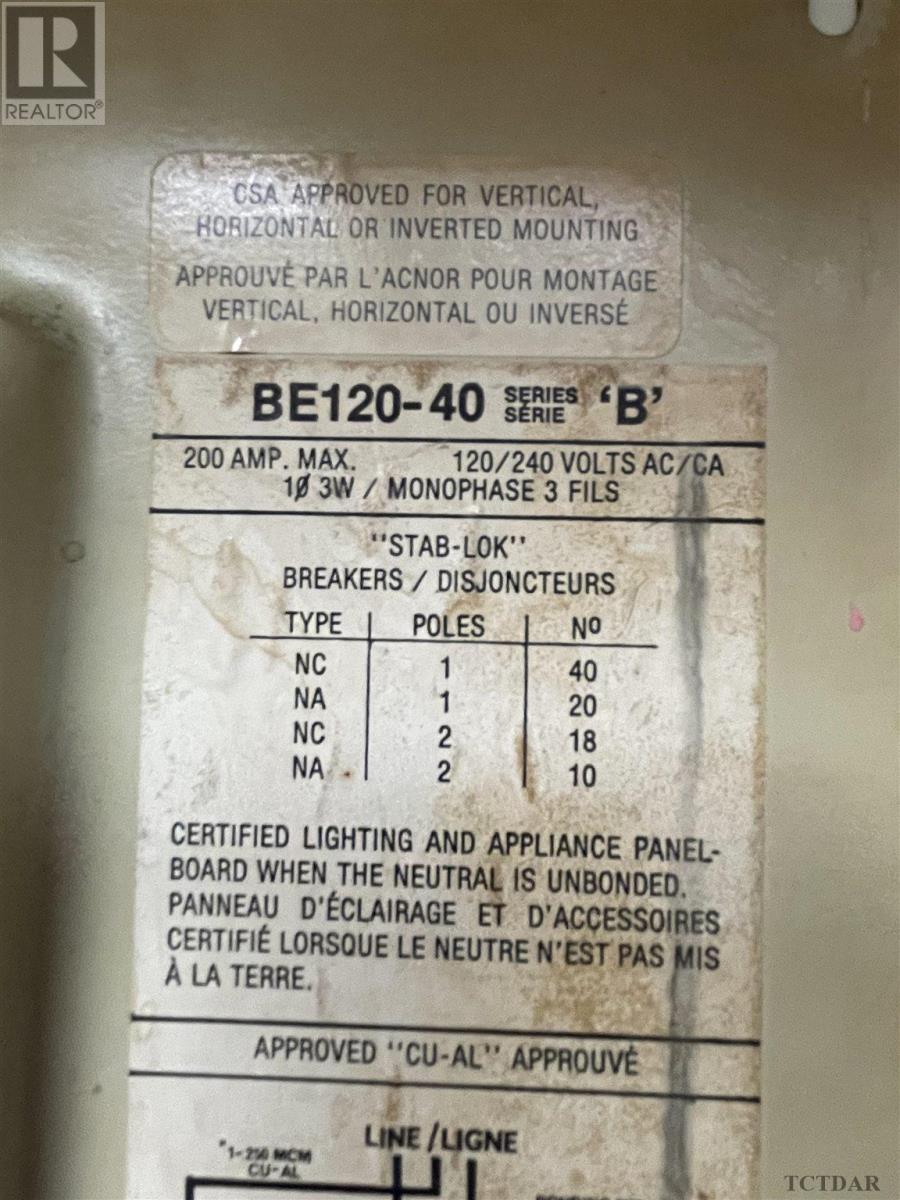 R
REALTOR®
CSA APPROVED FOR VERTICAL,
HORIZONTAL OR INVERTED MOUNTING
APPROUVÉ PAR L'ACNOR POUR MONTAGE
VERTICAL, HORIZONTAL OU INVERSÉ
BE120-40 SERIES SÉRIE 'B'
200 AMP. MAX. 120/240 VOLTS AC/CA
1Ø 3W / MONOPHASE 3 FILS
"STAB-LOK"
BREAKERS / DISJONCTEURS
TYPE POLES Nº
NC 1 40
NA 1 20
NC 2 18
NA 2 10
CERTIFIED LIGHTING AND APPLIANCE PANEL-
BOARD WHEN THE NEUTRAL IS UNBONDED.
PANNEAU D'ÉCLAIRAGE ET D'ACCESSOIRES
CERTIFIÉ LORSQUE LE NEUTRE N'EST PAS MIS
À LA TERRE.
APPROVED "CU-AL" APPROUVÉ
LINE/LIGNE
*1-250 MCM
CU-AL
TCTDAR